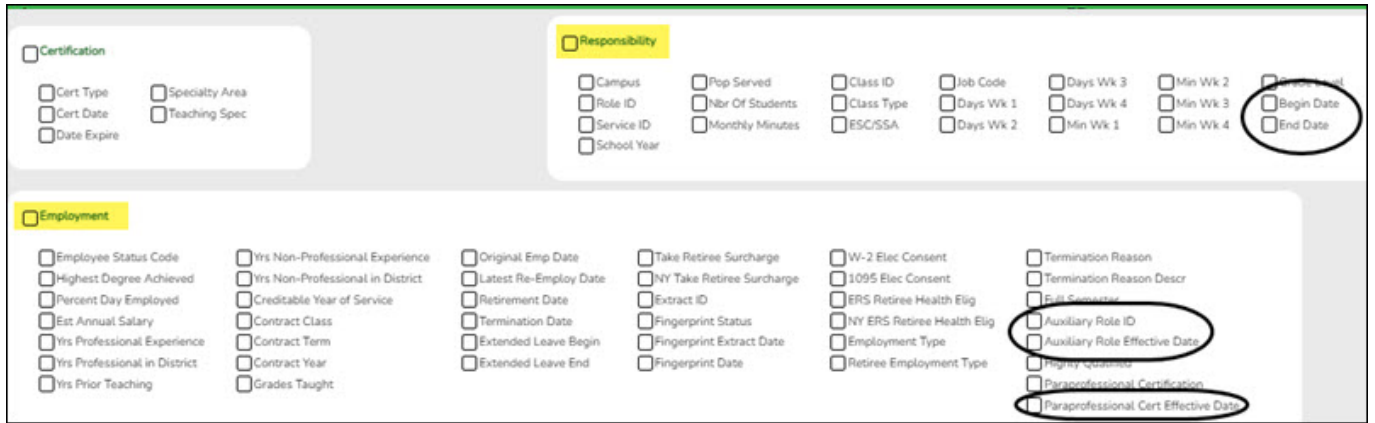 Certification
Cert Type
Specialty Area
Cert Date
Teaching Spec
Date Expire
Responsibility
Campus
Pop Served
Class ID
Job Code
Days Wk 3
Min Wk 2
Grade Level
Role ID
Nbr Of Students
Class Type
Days Wk 1
Days Wk 4
Min Wk 3
Begin Date
Service ID
Monthly Minutes
ESC/SSA
Days Wk 2
Min Wk 1
Min Wk 4
End Date
School Year
Employment
Employee Status Code
Yrs Non-Professional Experience
Original Emp Date
Take Retiree Surcharge
W-2 Elec Consent
Termination Reason
Highest Degree Achieved
Yrs Non-Professional in District
Latest Re-Employ Date
NY Take Retiree Surcharge
1095 Elec Consent
Termination Reason Descr
Percent Day Employed
Creditable Year of Service
Retirement Date
Extract ID
ERS Retiree Health Elig
Full Semester
Est Annual Salary
Contract Class
Termination Date
Fingerprint Status
NY ERS Retiree Health Elig
Auxiliary Role ID
Yrs Professional Experience
Contract Term
Extended Leave Begin
Fingerprint Extract Date
Employment Type
Auxiliary Role Effective Date
Yrs Professional in District
Contract Year
Extended Leave End
Fingerprint Date
Retiree Employment Type
Highly Qualified
Yrs Prior Teaching
Grades Taught
Paraprofessional Certification
Paraprofessional Cert Effective Date